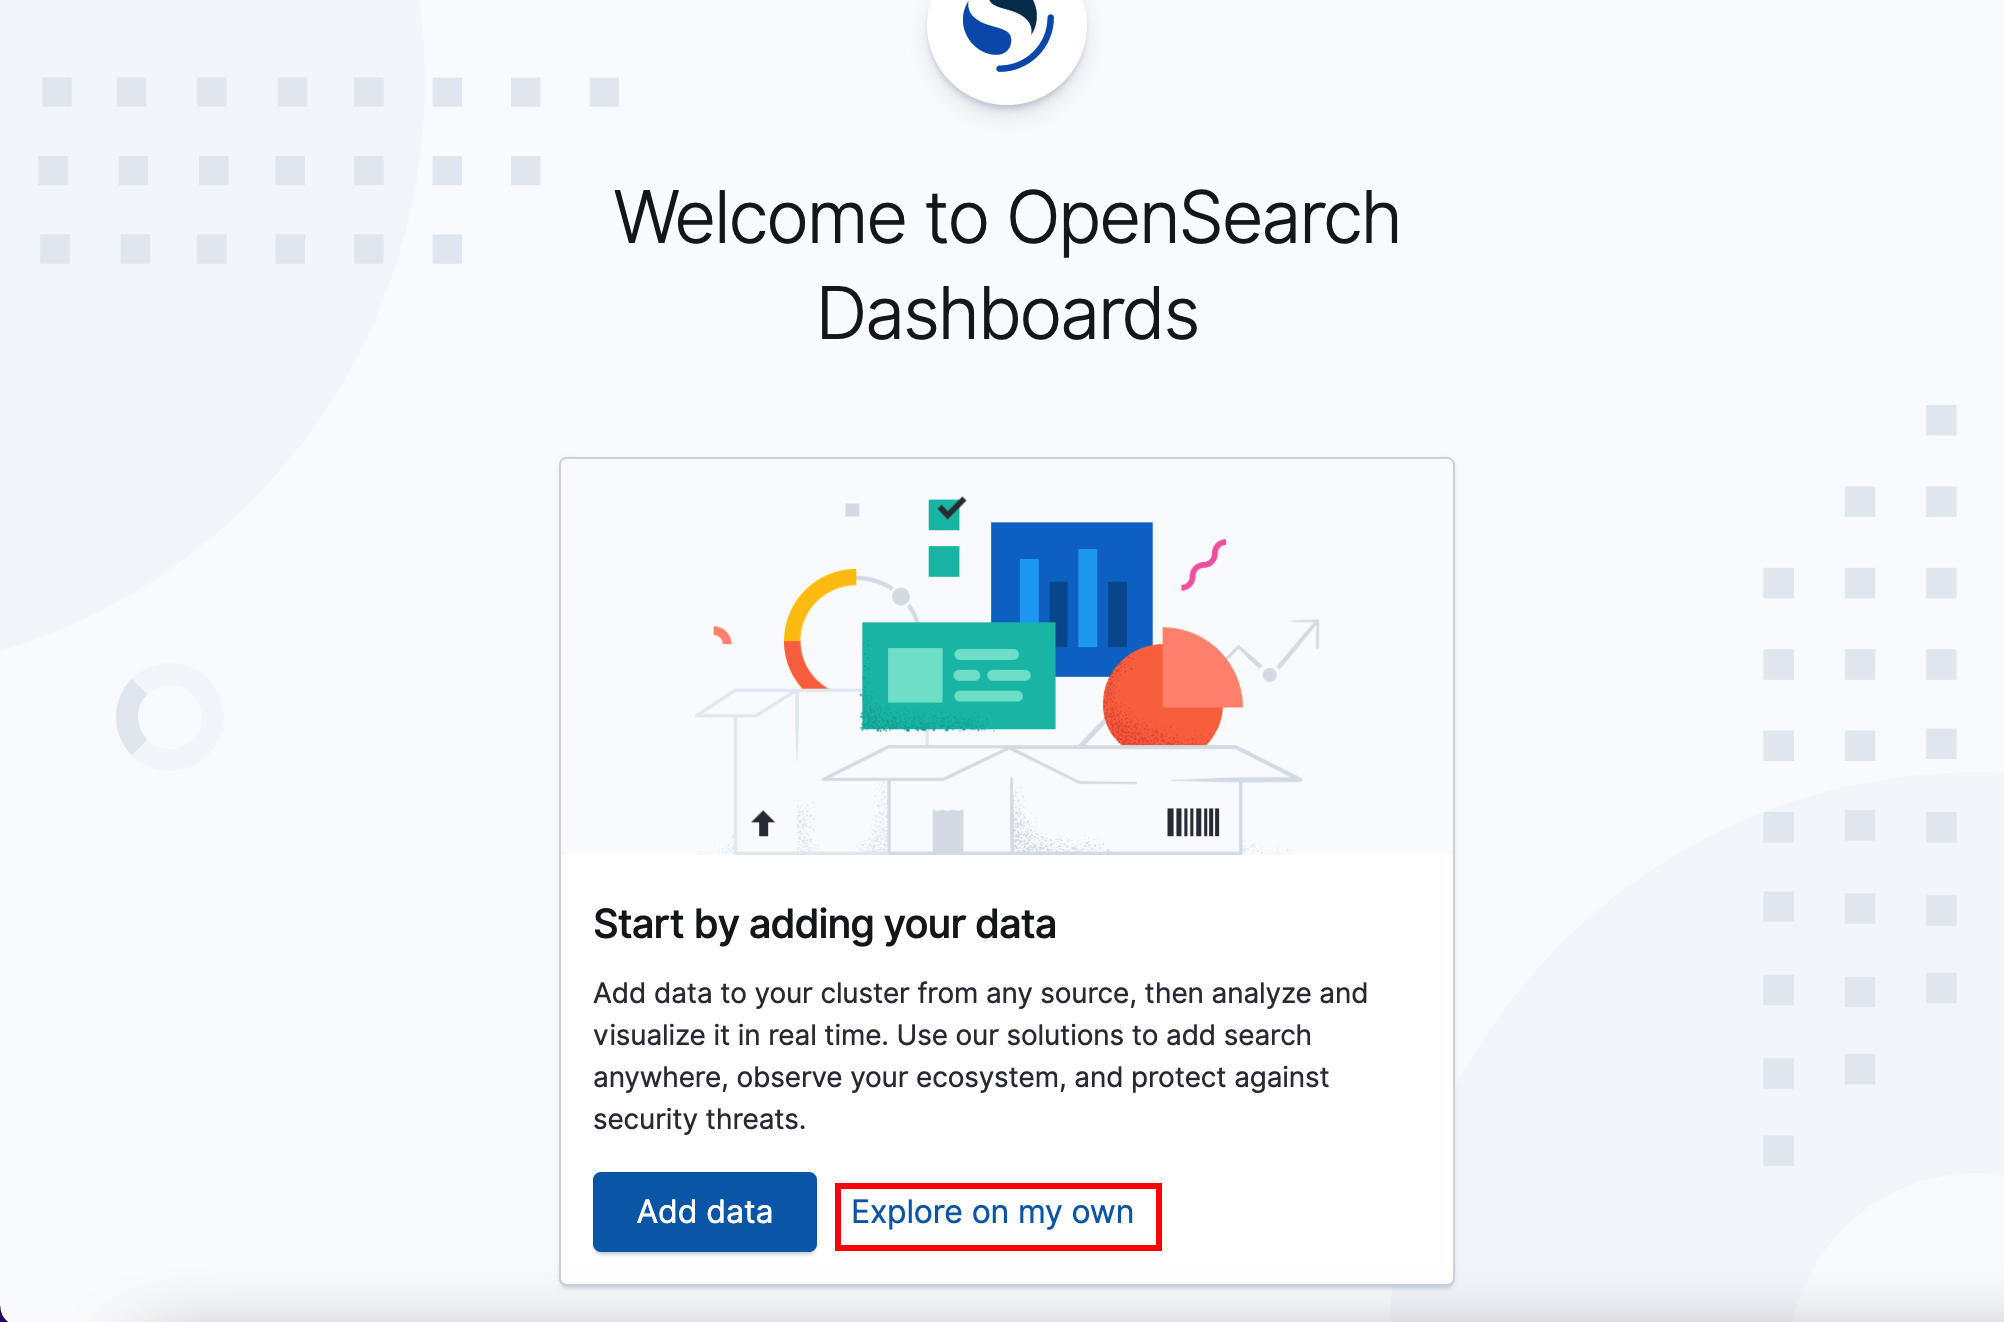 Welcome to OpenSearch
Dashboards
Start by adding your data
Add data to your cluster from any source, then analyze and
visualize it in real time. Use our solutions to add search
anywhere, observe your ecosystem, and protect against
security threats.
Add data
Explore on my own